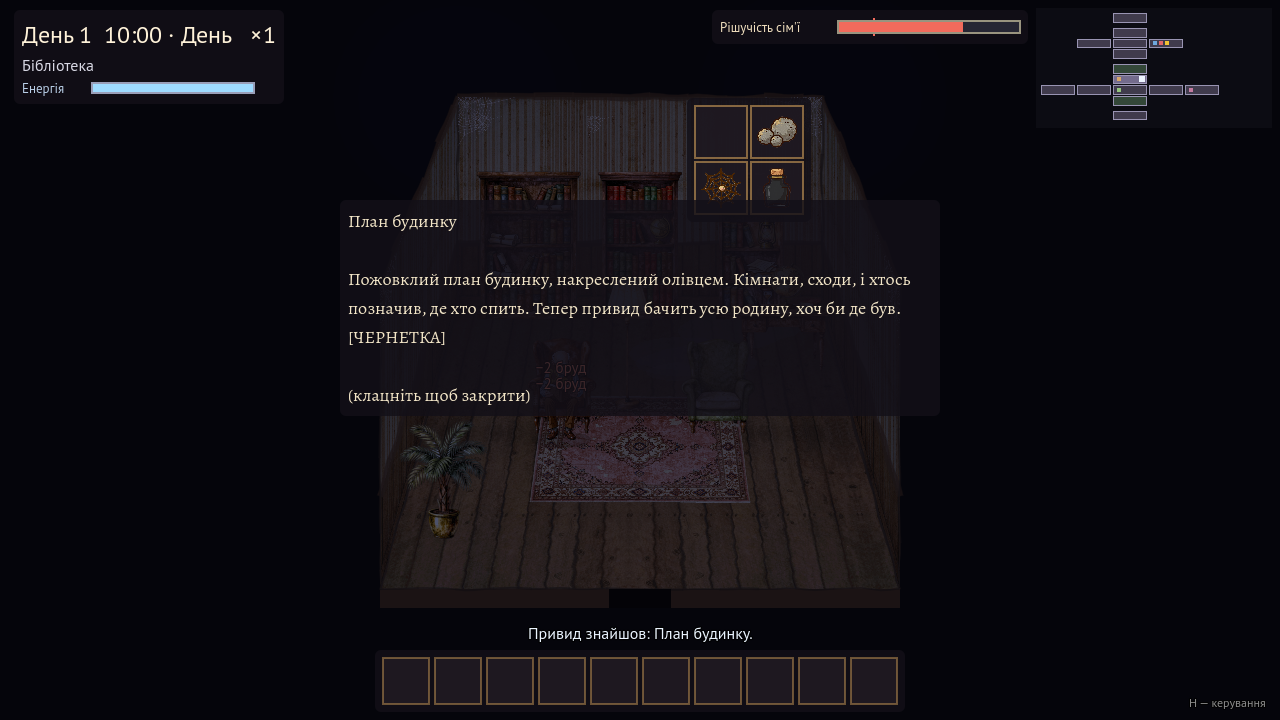 День 1 10:00 · День ×1
Бібліотека
Енергія
Рішучість сім'ї
План будинку
Пожовклий план будинку, накреслений олівцем. Кімнати, сходи, і хтось
позначив, де хто спить. Тепер привид бачить усю родину, хоч би де був.
[ЧЕРНЕТКА]
−2 бруд
−2 бруд
(клацніть щоб закрити)
Привид знайшов: План будинку.
H — керування